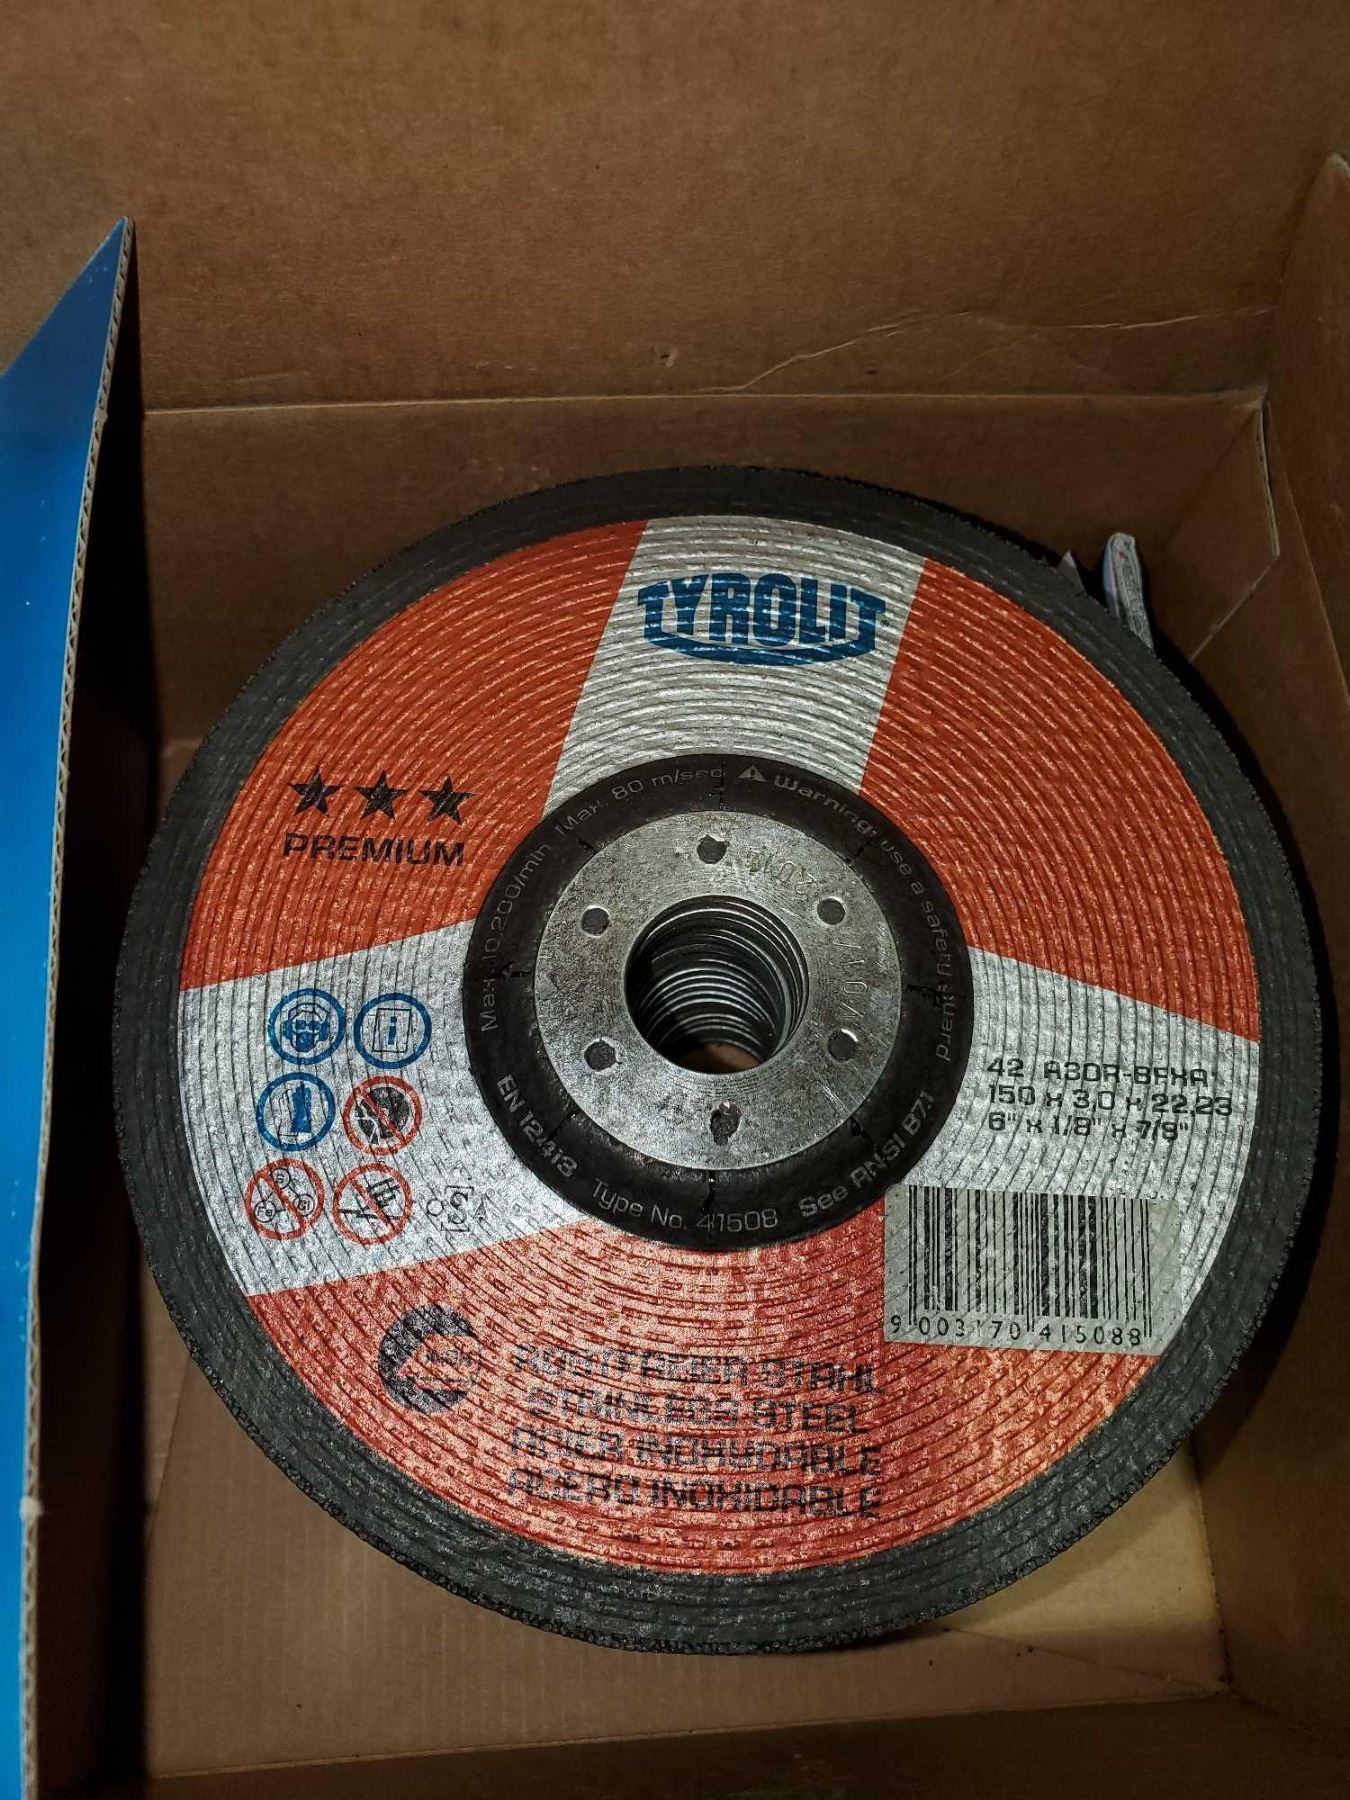 TYROLIT
PREMIUM
Max. 10 200/min Max. 80 m/sec ⚠ Warning: use a safety guard
2019
V01/
EN 12413 Type No. 41508 See ANSI B7.1
42 A30R-BFXA
150 x 3,0 x 22,23
6" x 1/8" x 7/8"
9 003170 415088
ROSTFREIER STAHL
STAINLESS STEEL
ACIER INOXYDABLE
ACERO INOXIDABLE